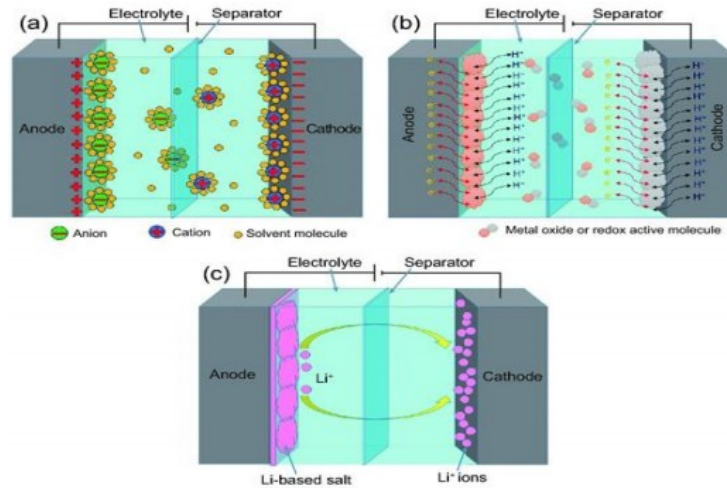 (a)
Electrolyte
Separator
Anode
Cathode
Anion
Cation
Solvent molecule
(b)
Electrolyte
Separator
Anode
H⁺
H⁺
H⁺
H⁺
H⁺
H⁺
H⁺
H⁺
H⁺
H⁺
H⁺
H⁺
Cathode
Metal oxide or redox active molecule
(c)
Electrolyte
Separator
Anode
Li⁺
Cathode
Li-based salt
Li⁺ ions